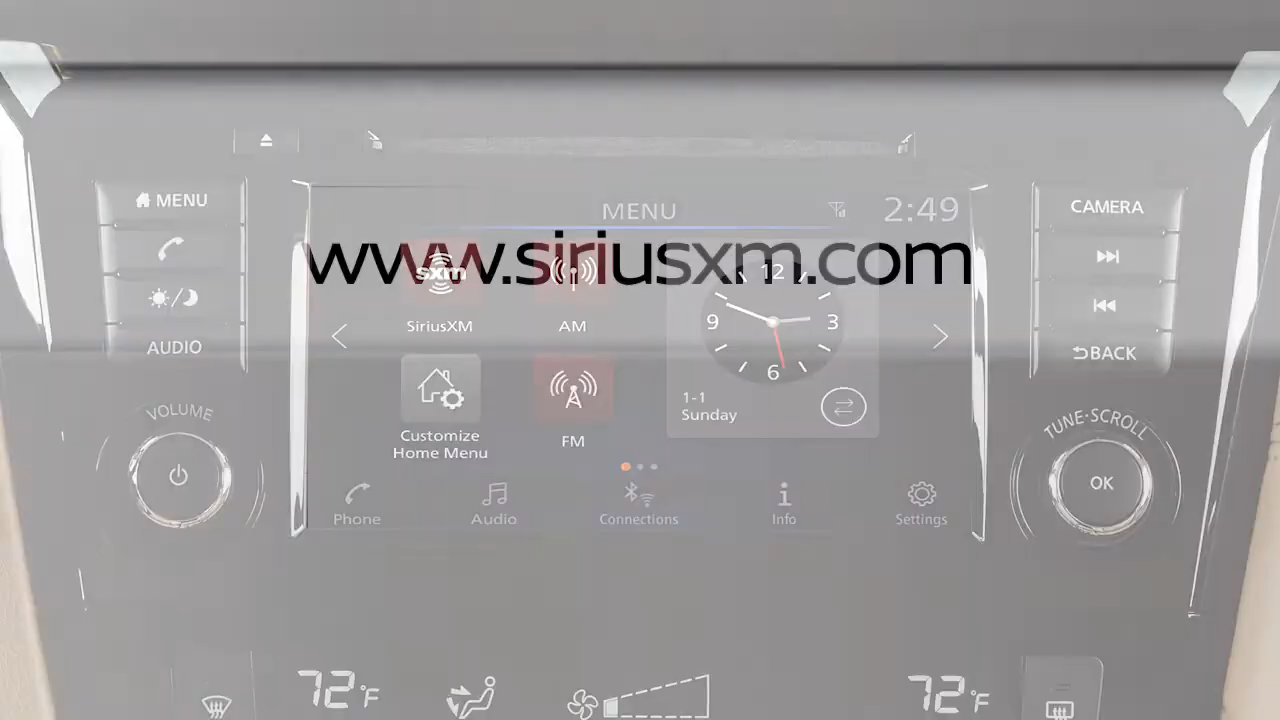 MENU
CAMERA
MENU
2:49
www.siriusxm.com
sxm
12
9
3
6
SiriusXM
AM
AUDIO
BACK
1-1
Sunday
VOLUME
TUNE·SCROLL
Customize
Home Menu
FM
OK
Phone
Audio
Connections
Info
Settings
72°F
72°F